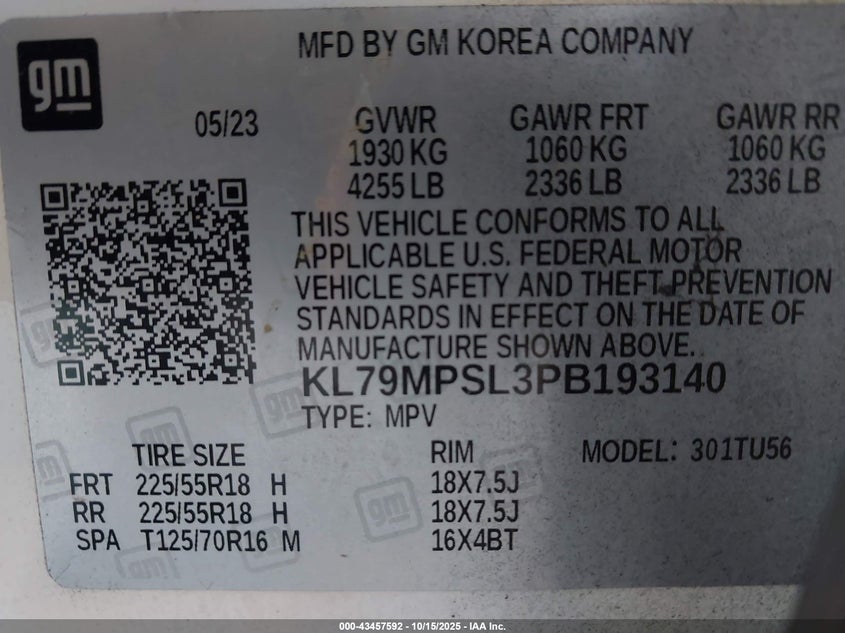 gm
MFD BY GM KOREA COMPANY
05/23 GVWR GAWR FRT GAWR RR
1930 KG 1060 KG 1060 KG
4255 LB 2336 LB 2336 LB
THIS VEHICLE CONFORMS TO ALL
APPLICABLE U.S. FEDERAL MOTOR
VEHICLE SAFETY AND THEFT PREVENTION
STANDARDS IN EFFECT ON THE DATE OF
MANUFACTURE SHOWN ABOVE.
KL79MPSL3PB193140
TYPE: MPV
TIRE SIZE RIM MODEL: 301TU56
FRT 225/55R18 H 18X7.5J
RR 225/55R18 H 18X7.5J
SPA T125/70R16 M 16X4BT
000-43457592 - 10/15/2025 - IAA Inc.